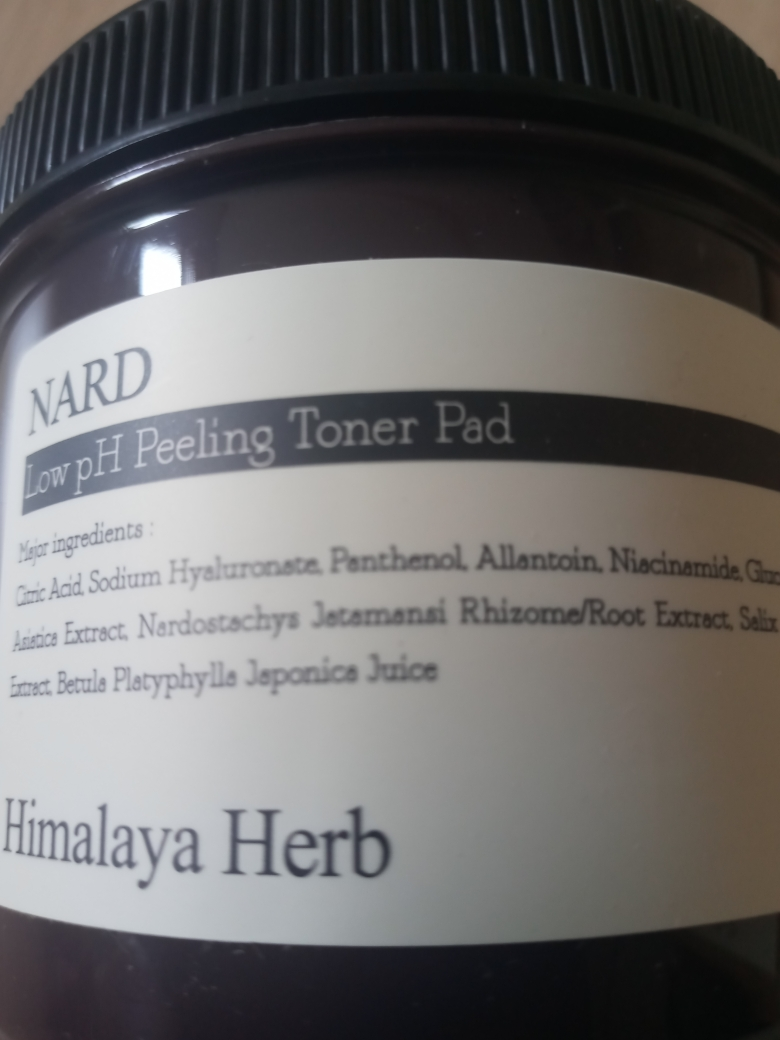 NARD
Low pH Peeling Toner Pad
Major ingredients :
Citric Acid, Sodium Hyaluronate, Panthenol, Allantoin, Niacinamide,
Asiatica Extract, Nardostachys Jatamansi Rhizome/Root Extract, Salix
Extract, Betula Platyphylla Japonica Juice
Himalaya Herb